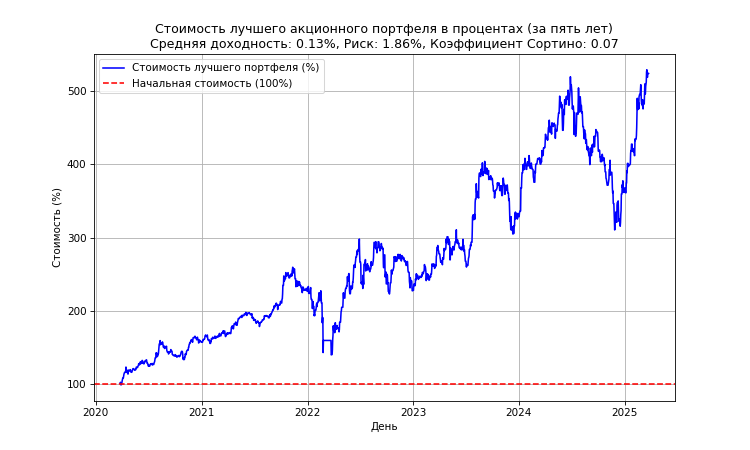 Стоимость лучшего акционного портфеля в процентах (за пять лет)
Средняя доходность: 0.13%, Риск: 1.86%, Коэффициент Сортино: 0.07
Стоимость лучшего портфеля (%)
Начальная стоимость (100%)
Стоимость (%)
500
400
300
200
100
2020
2021
2022
2023
2024
2025
День